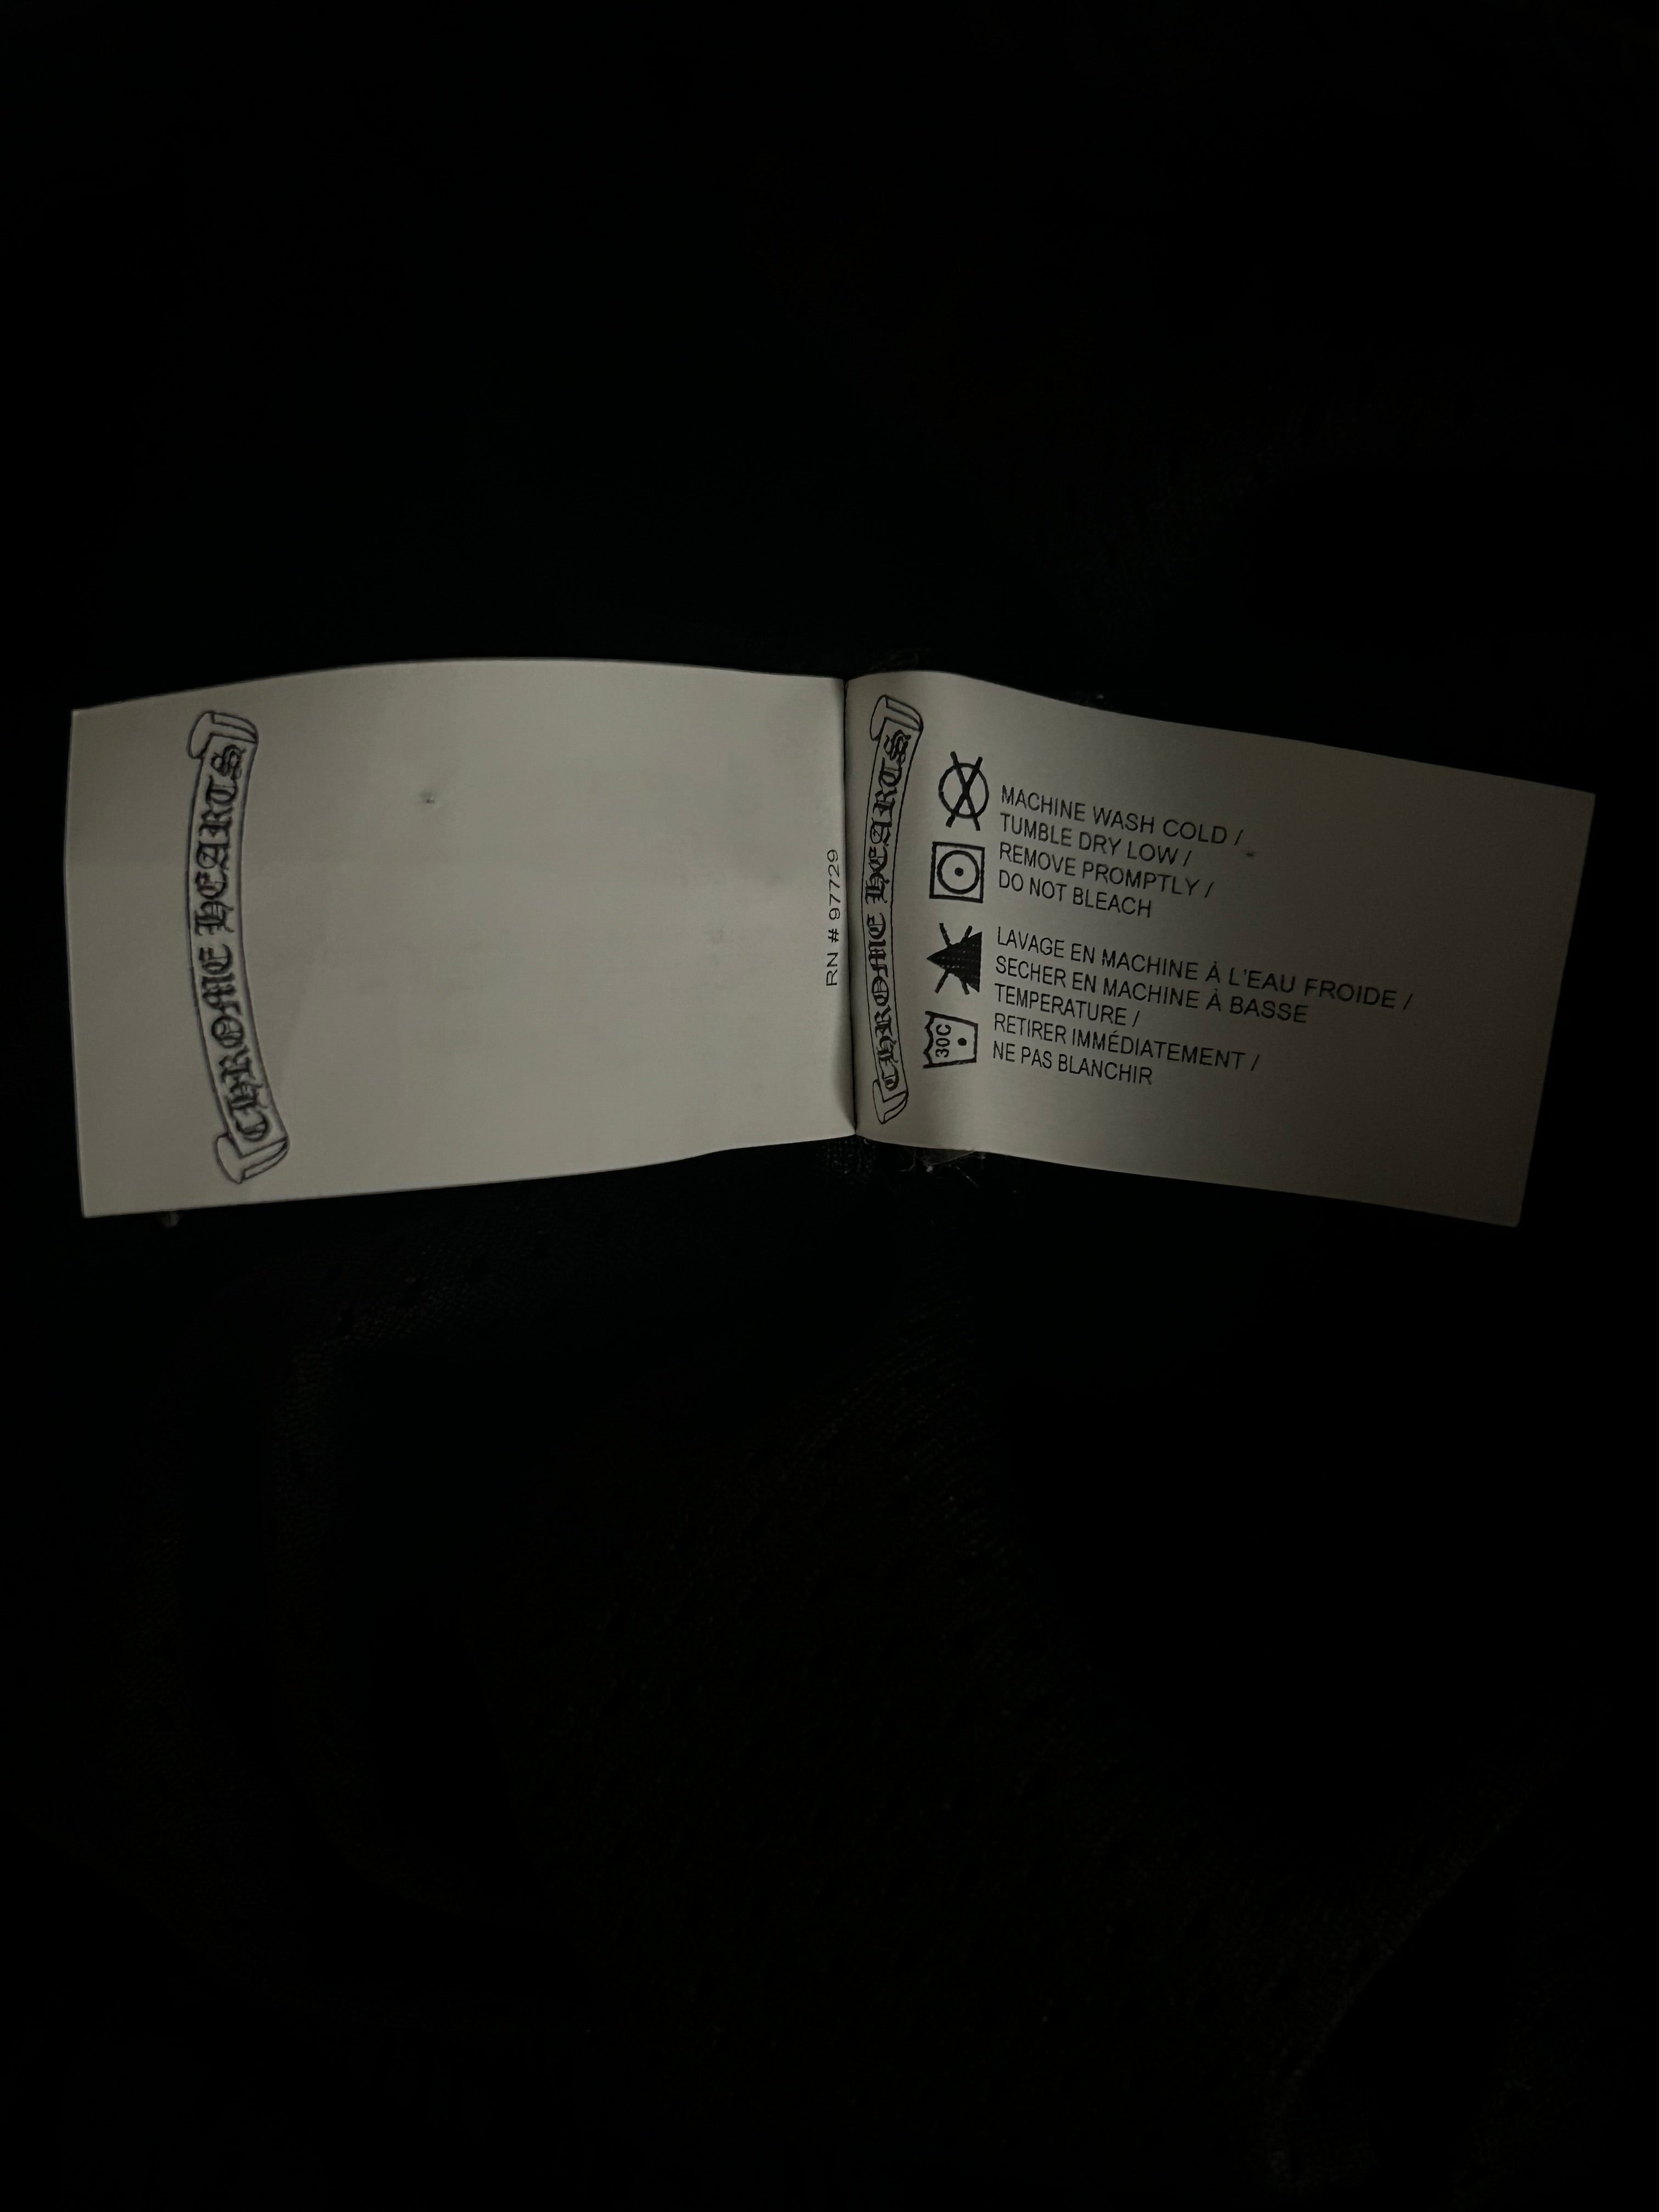 CHROME HEARTS
RN # 97729
CHROME HEARTS
MACHINE WASH COLD /
TUMBLE DRY LOW /
REMOVE PROMPTLY /
DO NOT BLEACH
LAVAGE EN MACHINE À L'EAU FROIDE /
SECHER EN MACHINE À BASSE
TEMPERATURE /
RETIRER IMMÉDIATEMENT /
NE PAS BLANCHIR
30C